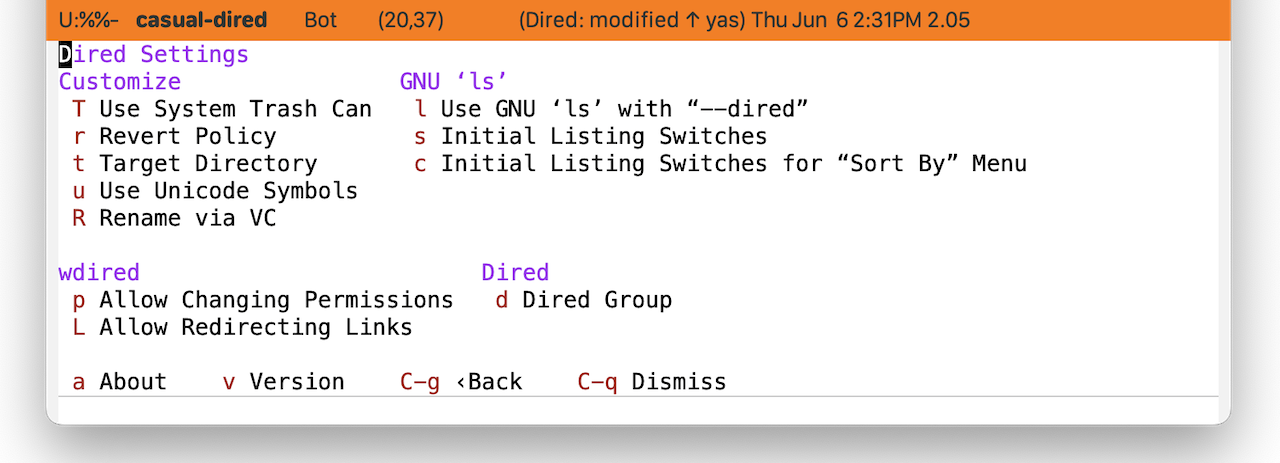 U:%%- casual-dired Bot (20,37) (Dired: modified ↑ yas) Thu Jun 6 2:31PM 2.05
Dired Settings
Customize GNU ‘ls’
T Use System Trash Can l Use GNU ‘ls’ with “--dired”
r Revert Policy s Initial Listing Switches
t Target Directory c Initial Listing Switches for “Sort By” Menu
u Use Unicode Symbols
R Rename via VC
wdired Dired
p Allow Changing Permissions d Dired Group
L Allow Redirecting Links
a About v Version C-g ‹Back C-q Dismiss